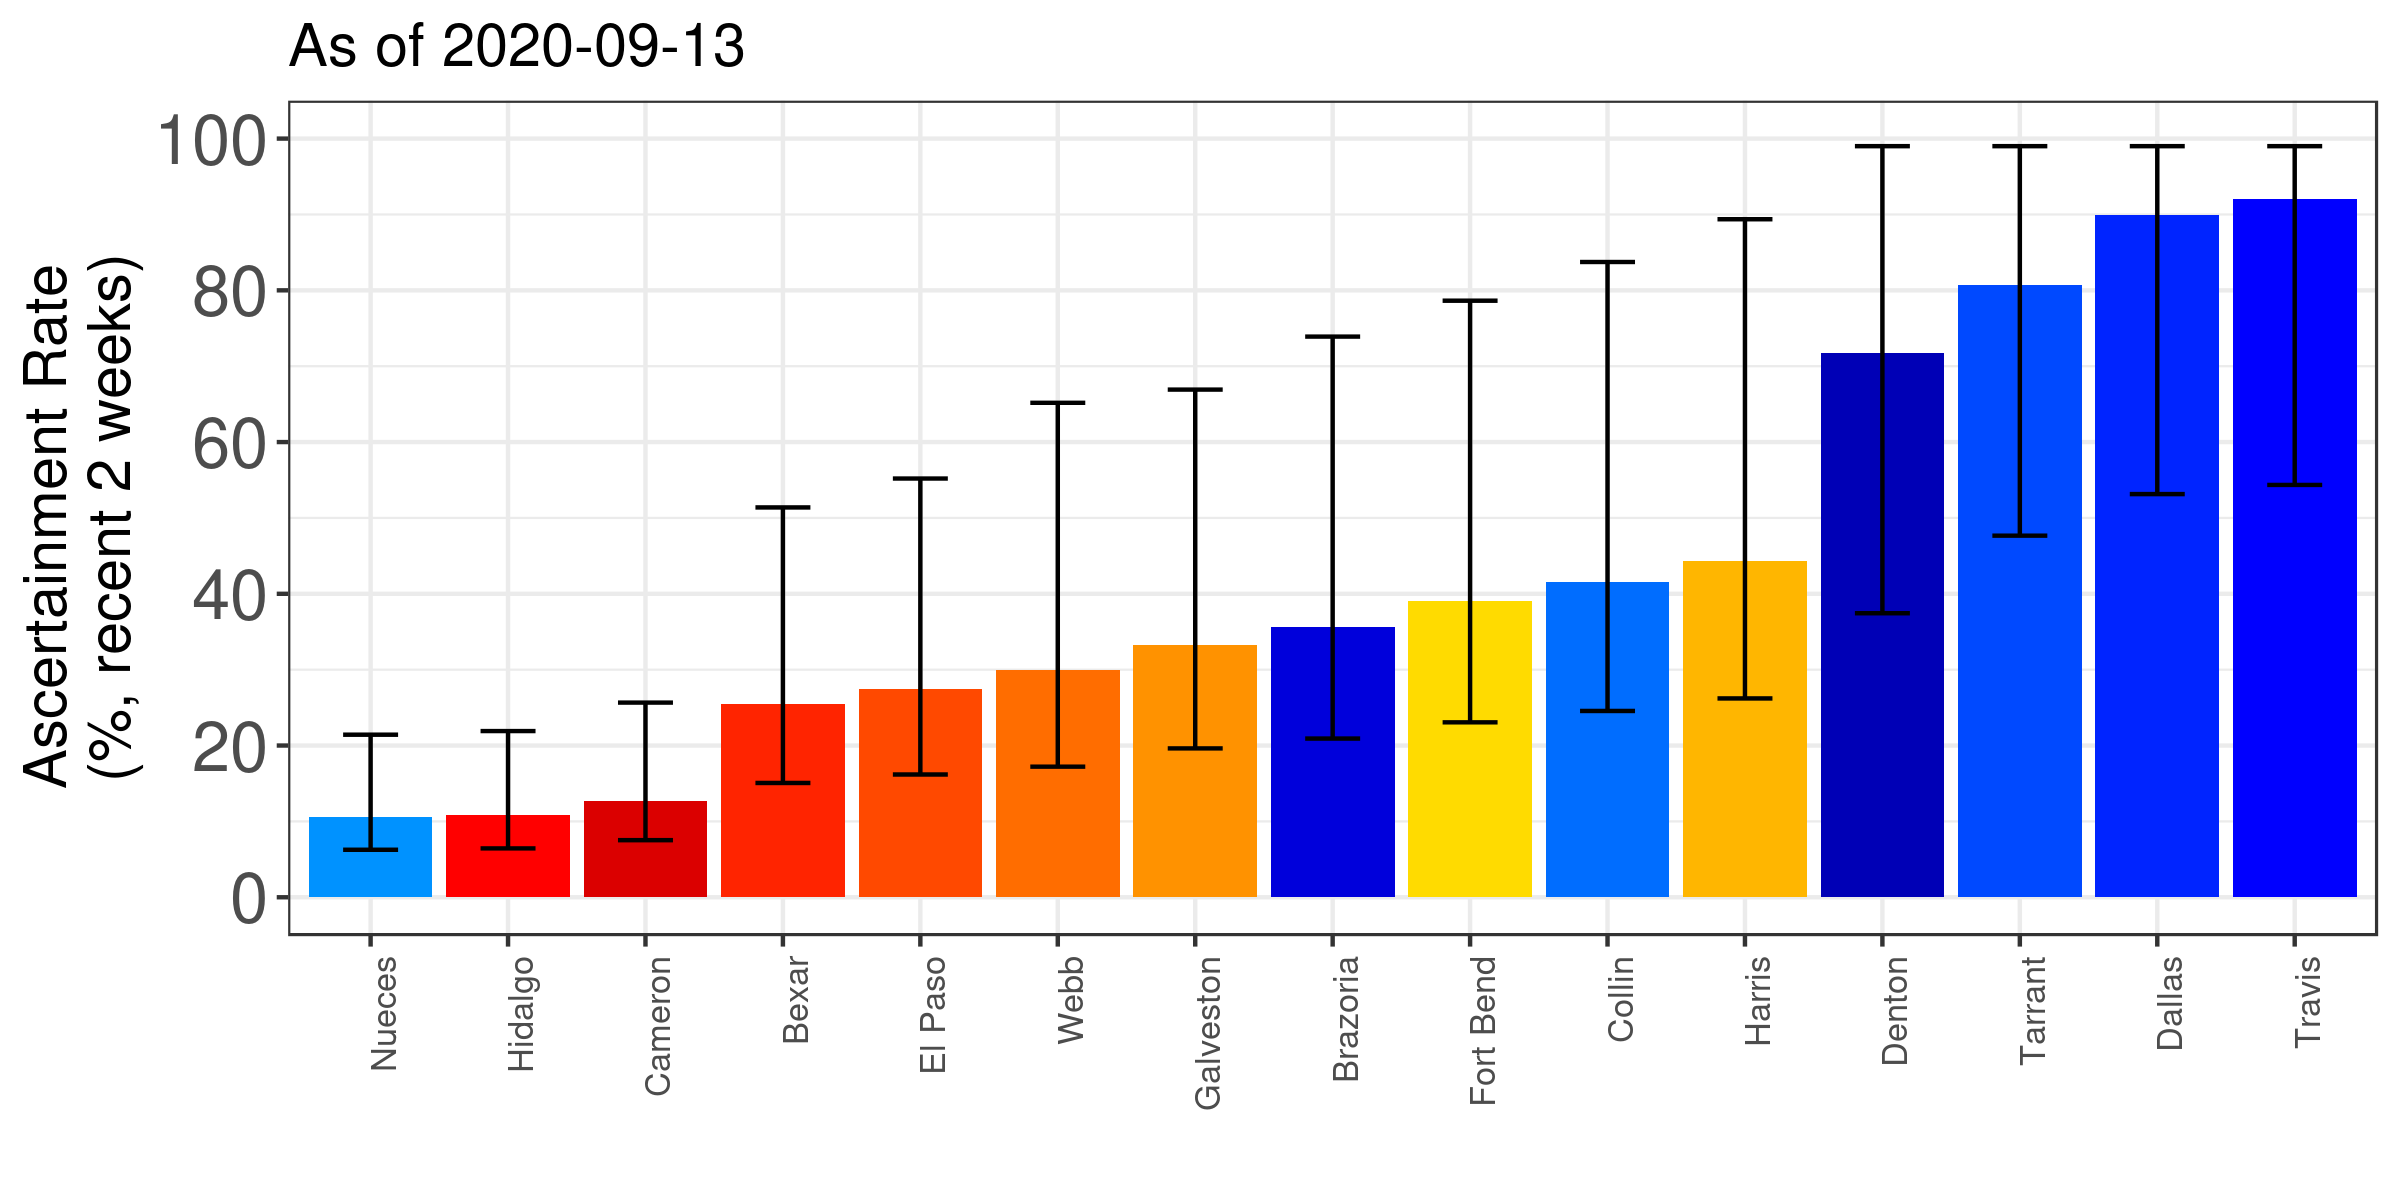 As of 2020-09-13
Ascertainment Rate
(%, recent 2 weeks)
100
80
60
40
20
0
Nueces
Hidalgo
Cameron
Bexar
El Paso
Webb
Galveston
Brazoria
Fort Bend
Collin
Harris
Denton
Tarrant
Dallas
Travis